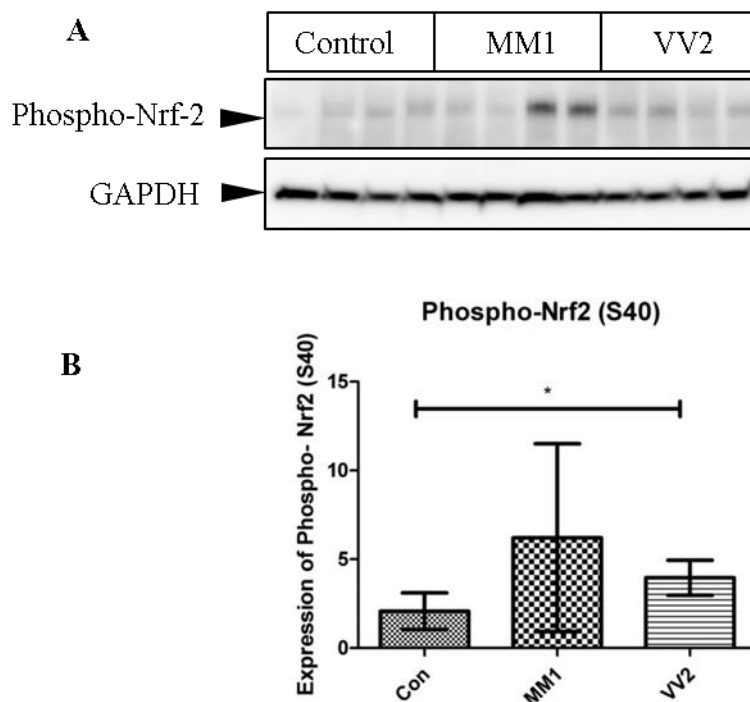 A
Control MM1 VV2
Phospho-Nrf-2
GAPDH
B
Phospho-Nrf2 (S40)
Expression of Phospho- Nrf2 (S40)
15
*
10
5
0
Con MM1 VV2